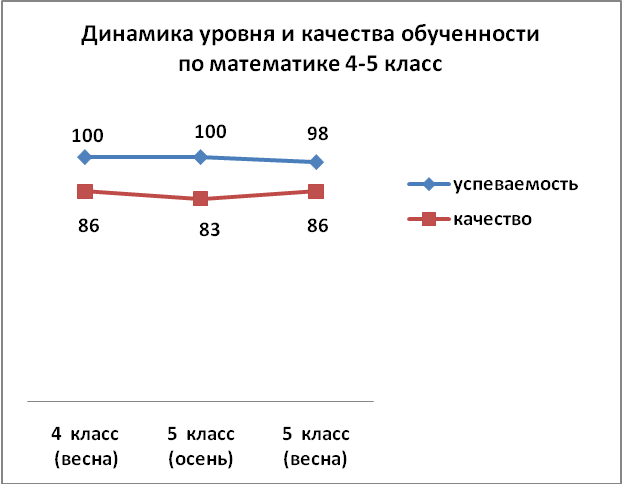 Динамика уровня и качества обученности
по математике 4-5 класс
100
100
98
86
83
86
успеваемость
качество
4 класс
(весна)
5 класс
(осень)
5 класс
(весна)